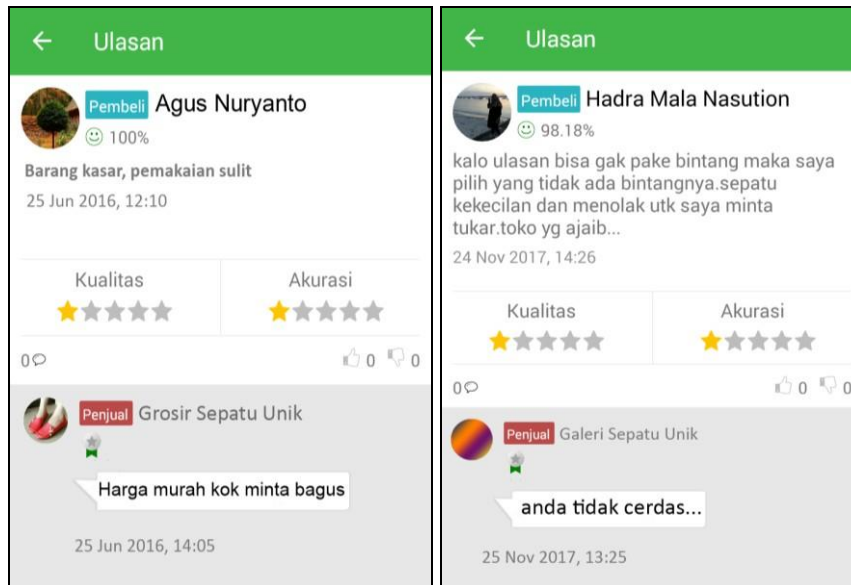 Ulasan
Pembeli Agus Nuryanto
100%
Barang kasar, pemakaian sulit
25 Jun 2016, 12:10
Kualitas Akurasi
0 0 0
Penjual Grosir Sepatu Unik
Harga murah kok minta bagus
25 Jun 2016, 14:05
Ulasan
Pembeli Hadra Mala Nasution
98.18%
kalo ulasan bisa gak pake bintang maka saya
pilih yang tidak ada bintangnya.sepatu
kekecilan dan menolak utk saya minta
tukar.toko yg ajaib...
24 Nov 2017, 14:26
Kualitas Akurasi
0 0 0
Penjual Galeri Sepatu Unik
anda tidak cerdas...
25 Nov 2017, 13:25